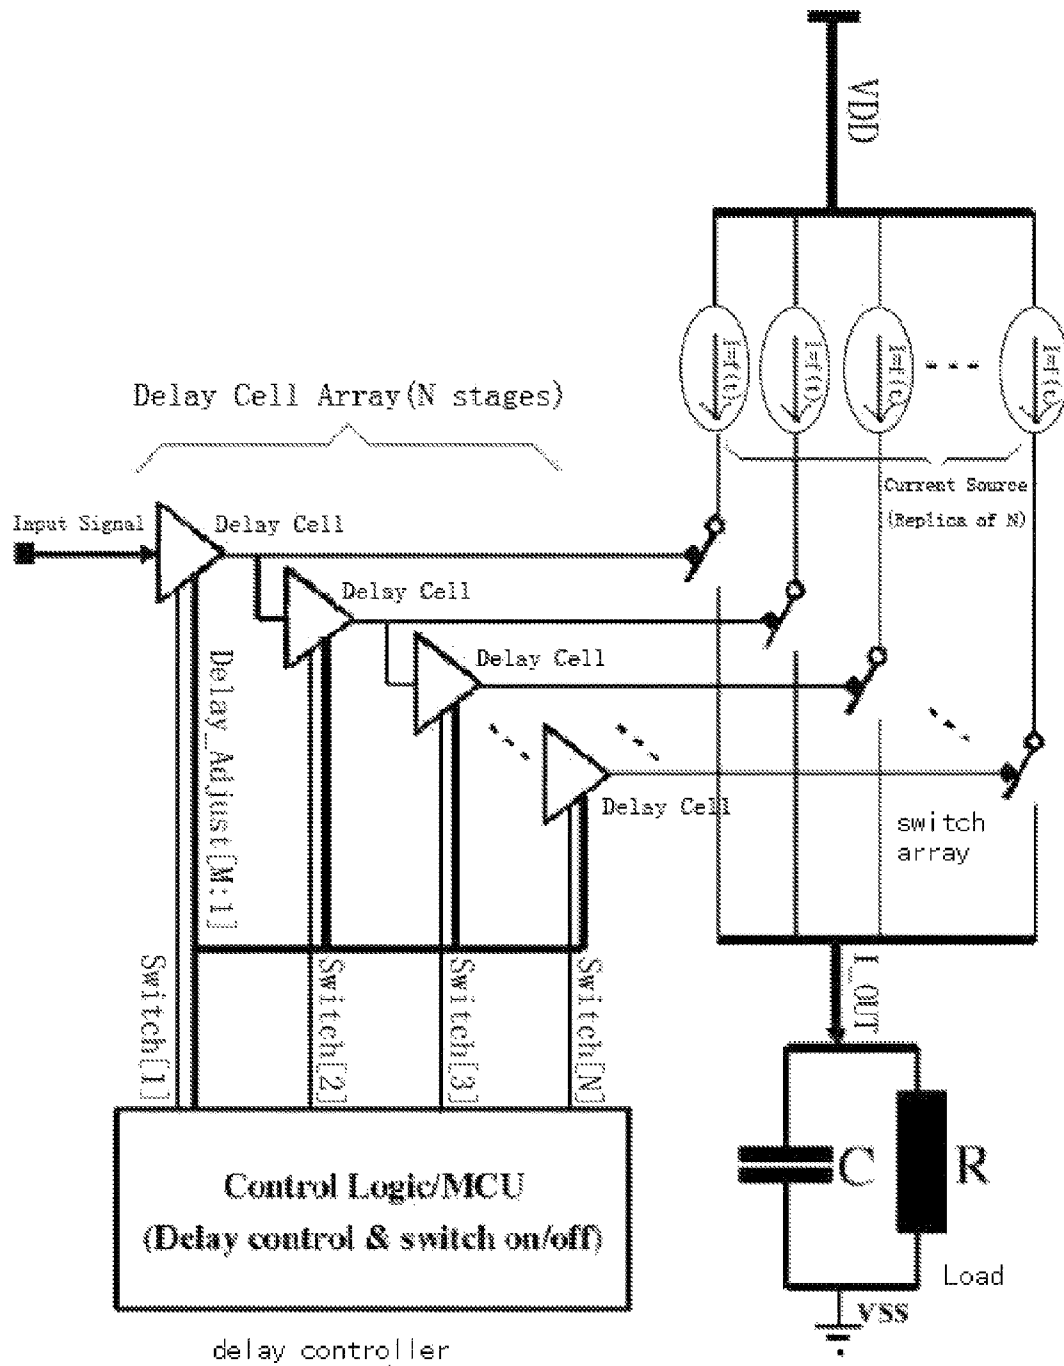 VDD
I=f(t)
I=f(t)
I=f(t)
I=f(t)
Delay Cell Array(N stages)
Current Source
(Replica of N)
Input Signal
Delay Cell
Delay Cell
Delay Cell
Delay Cell
switch
array
Delay_Adjust[M:1]
Switch[1]
Switch[2]
Switch[3]
Switch[N]
I_OUT
Control Logic/MCU
(Delay control & switch on/off)
C
R
Load
VSS
delay controller